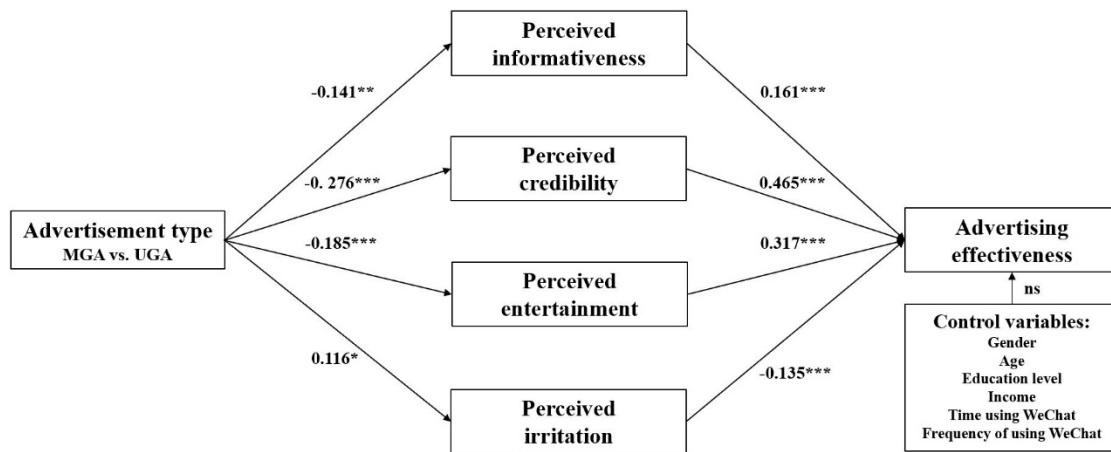 Perceived
informativeness
-0.141**
0.161***
Perceived
credibility
-0. 276***
0.465***
Advertisement type
MGA vs. UGA
Advertising
effectiveness
-0.185***
0.317***
Perceived
entertainment
ns
Control variables:
Gender
Age
Education level
Income
Time using WeChat
Frequency of using WeChat
0.116*
-0.135***
Perceived
irritation